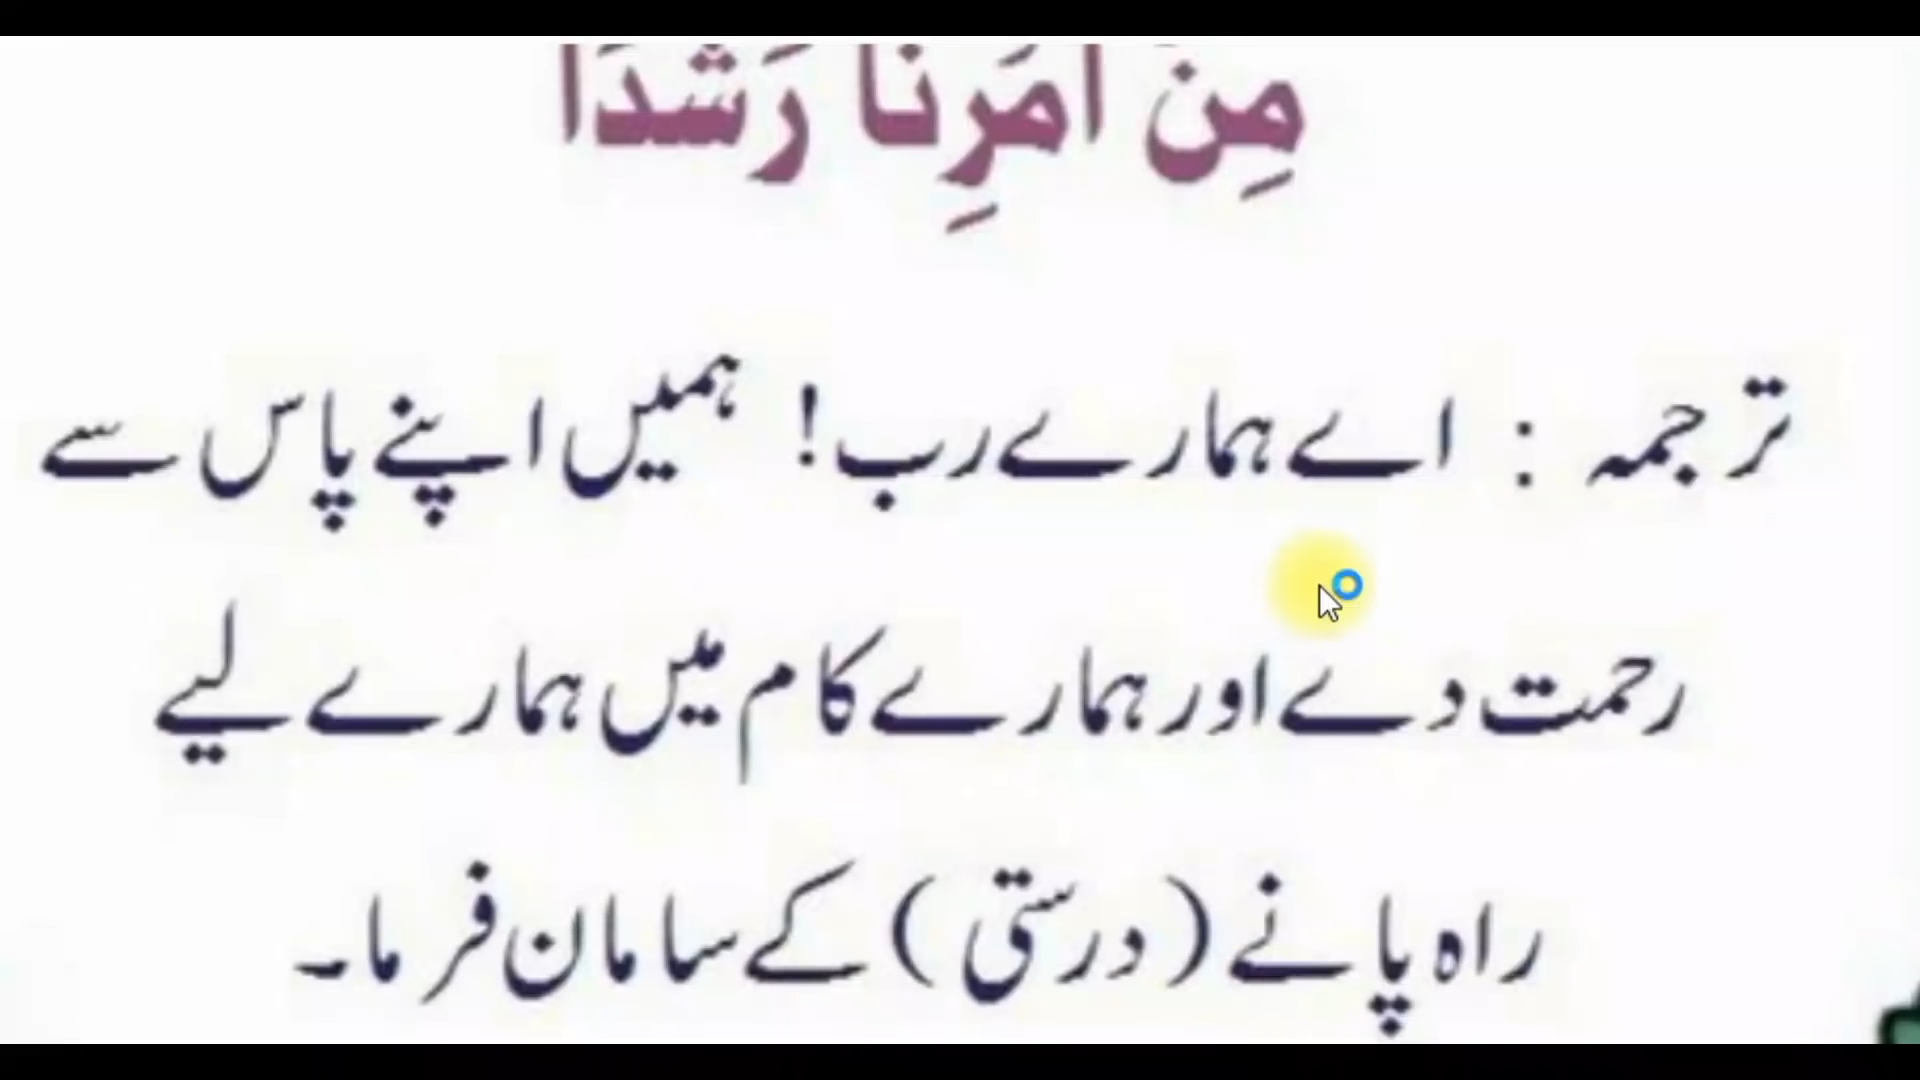 مِنْ اَمْرِنَا رَشَدًا
ترجمہ : اے ہمارے رب! ہمیں اپنے پاس سے
رحمت دے اور ہمارے کام میں ہمارے لیے
راہ پانے (درستی) کے سامان فرما۔